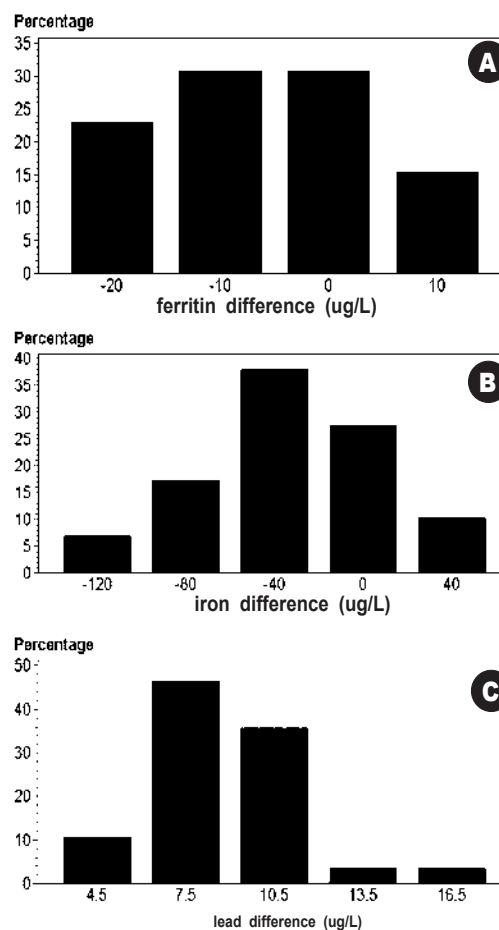 Percentage
A
35
30
25
20
15
10
5
0
-20 -10 0 10
ferritin difference (ug/L)
Percentage
B
40
35
30
25
20
15
10
5
0
-120 -80 -40 0 40
iron difference (ug/L)
Percentage
C
50
40
30
20
10
0
4.5 7.5 10.5 13.5 16.5
lead difference (ug/L)